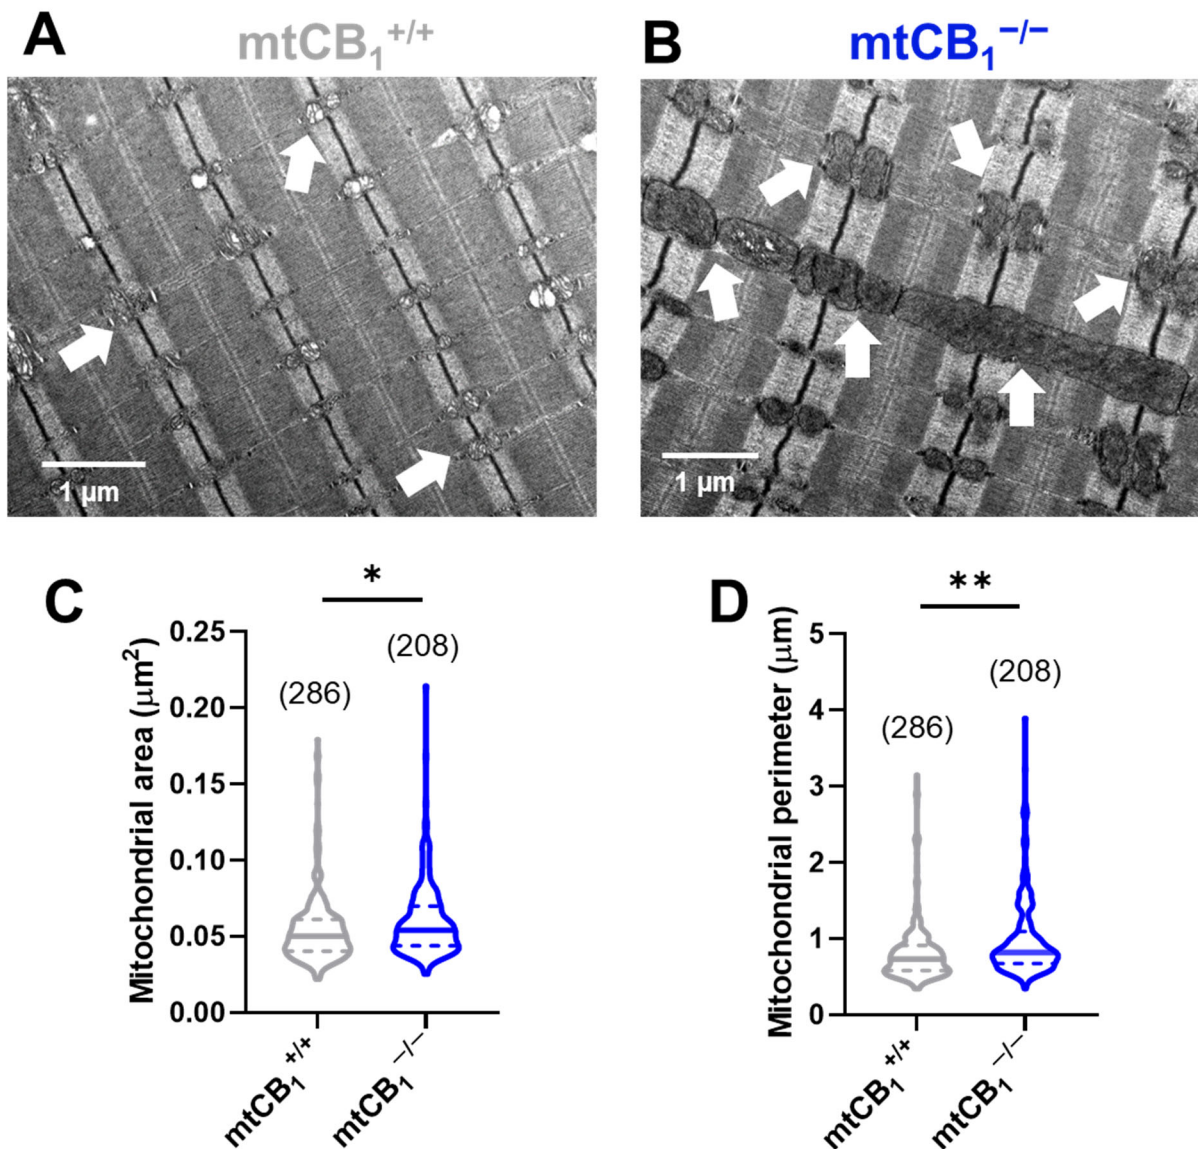 A
mtCB₁⁺/⁺
B
mtCB₁⁻/⁻
1 μm
1 μm
C
*
(286)
(208)
Mitochondrial area (μm²)
0.25
0.20
0.15
0.10
0.05
0.00
mtCB₁ ⁺/⁺
mtCB₁ ⁻/⁻
D
**
(286)
(208)
Mitochondrial perimeter (μm)
5
4
3
2
1
0
mtCB₁ ⁺/⁺
mtCB₁ ⁻/⁻